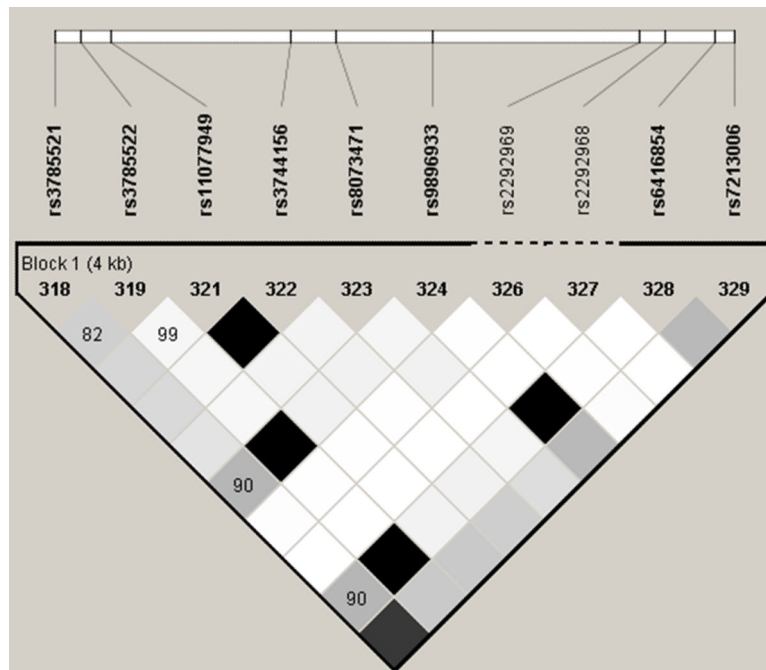 rs3785521
rs3785522
rs11077949
rs3744156
rs8073471
rs9896933
rs2292969
rs2292968
rs6416854
rs7213006
Block 1 (4 kb)
318 319 321 322 323 324 326 327 328 329
82 99
90
90